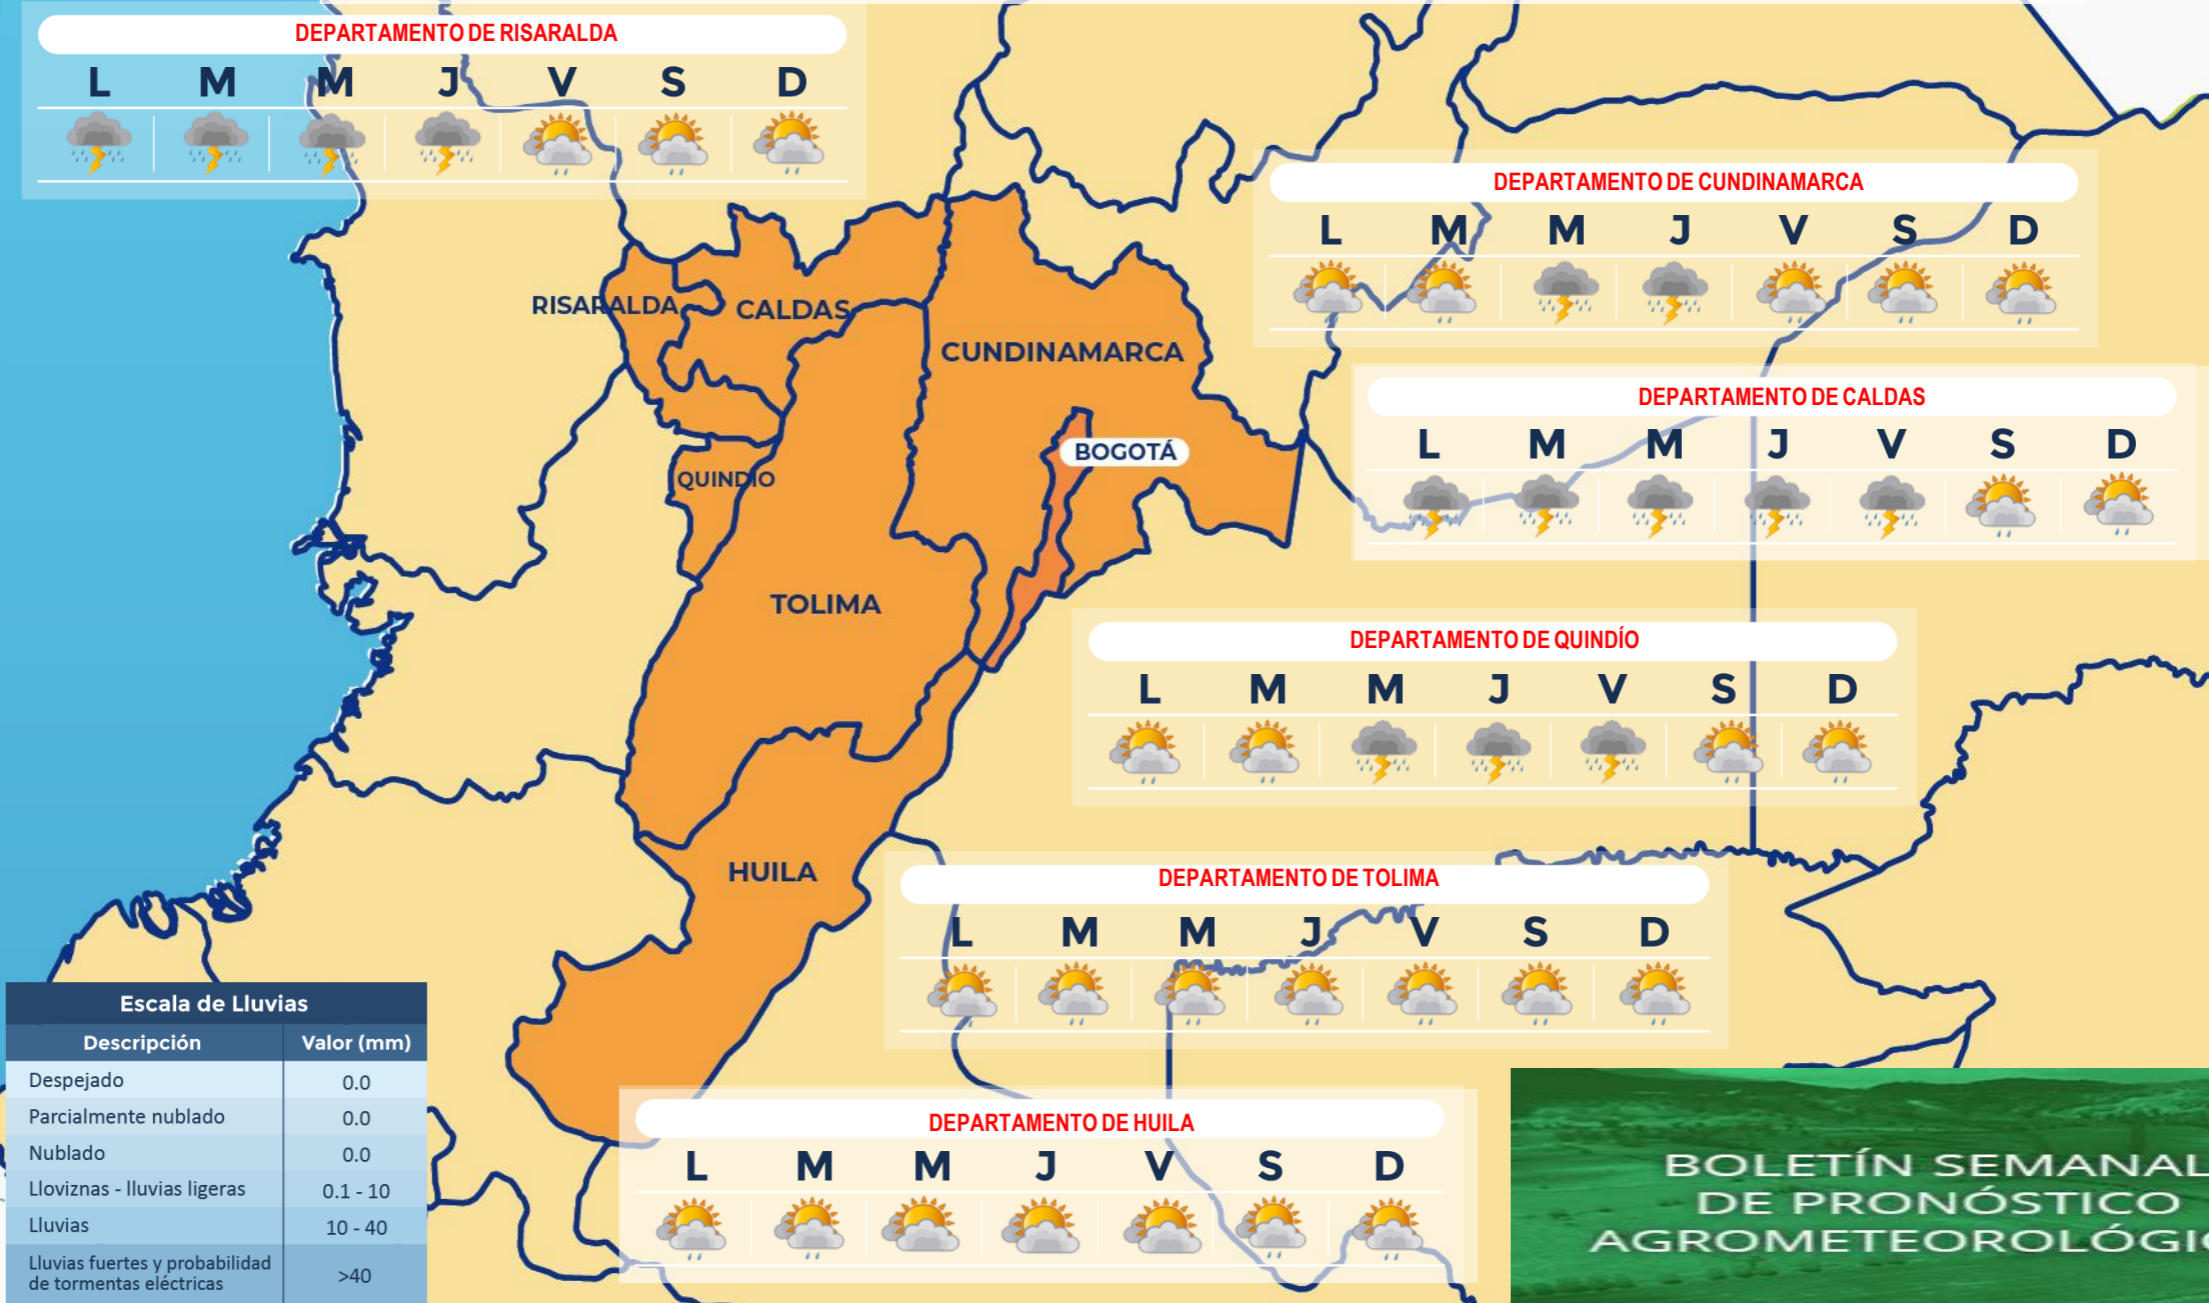 DEPARTAMENTO DE RISARALDA
L M M J V S D
DEPARTAMENTO DE CUNDINAMARCA
L M M J V S D
RISARALDA
CALDAS
CUNDINAMARCA
DEPARTAMENTO DE CALDAS
L M M J V S D
BOGOTÁ
QUINDÍO
TOLIMA
DEPARTAMENTO DE QUINDÍO
L M M J V S D
HUILA
DEPARTAMENTO DE TOLIMA
L M M J V S D
Escala de Lluvias
Descripción Valor (mm)
Despejado 0.0
Parcialmente nublado 0.0
Nublado 0.0
Lloviznas - lluvias ligeras 0.1 - 10
Lluvias 10 - 40
Lluvias fuertes y probabilidad
de tormentas eléctricas >40
DEPARTAMENTO DE HUILA
L M M J V S D
BOLETÍN SEMANAL
DE PRONÓSTICO
AGROMETEOROLÓGIC